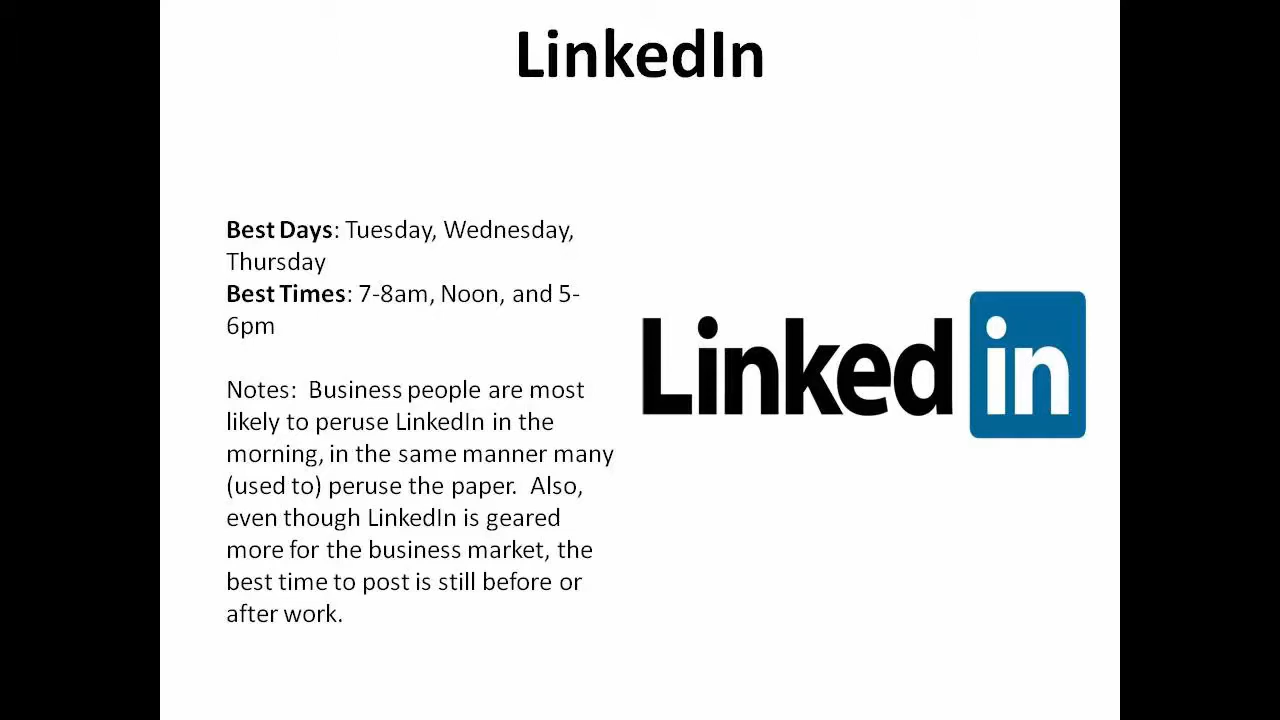 LinkedIn
Best Days: Tuesday, Wednesday,
Thursday
Best Times: 7-8am, Noon, and 5-
6pm
Notes:  Business people are most
likely to peruse LinkedIn in the
morning, in the same manner many
(used to) peruse the paper.  Also,
even though LinkedIn is geared
more for the business market, the
best time to post is still before or
after work.
Linked in